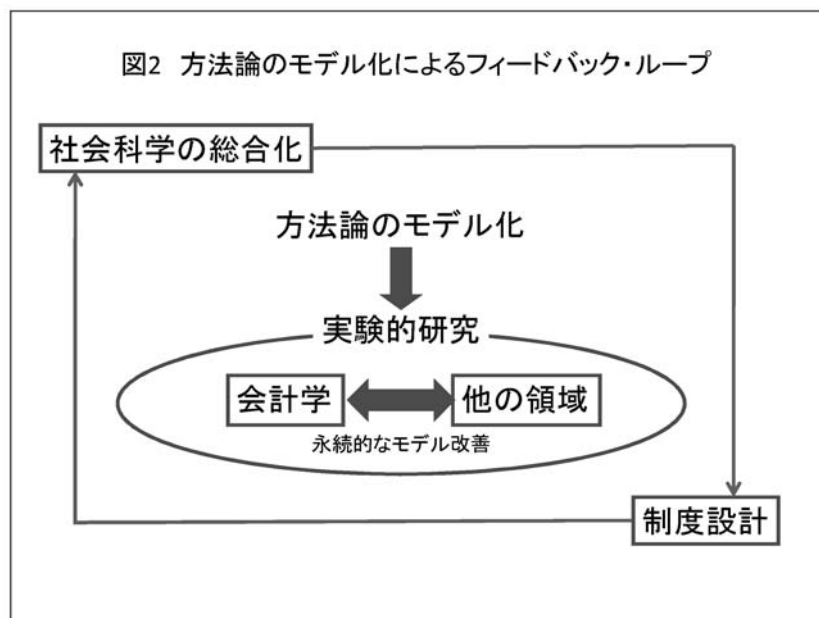 図2 方法論のモデル化によるフィードバック・ループ
社会科学の総合化
方法論のモデル化
実験的研究
会計学
他の領域
永続的なモデル改善
制度設計